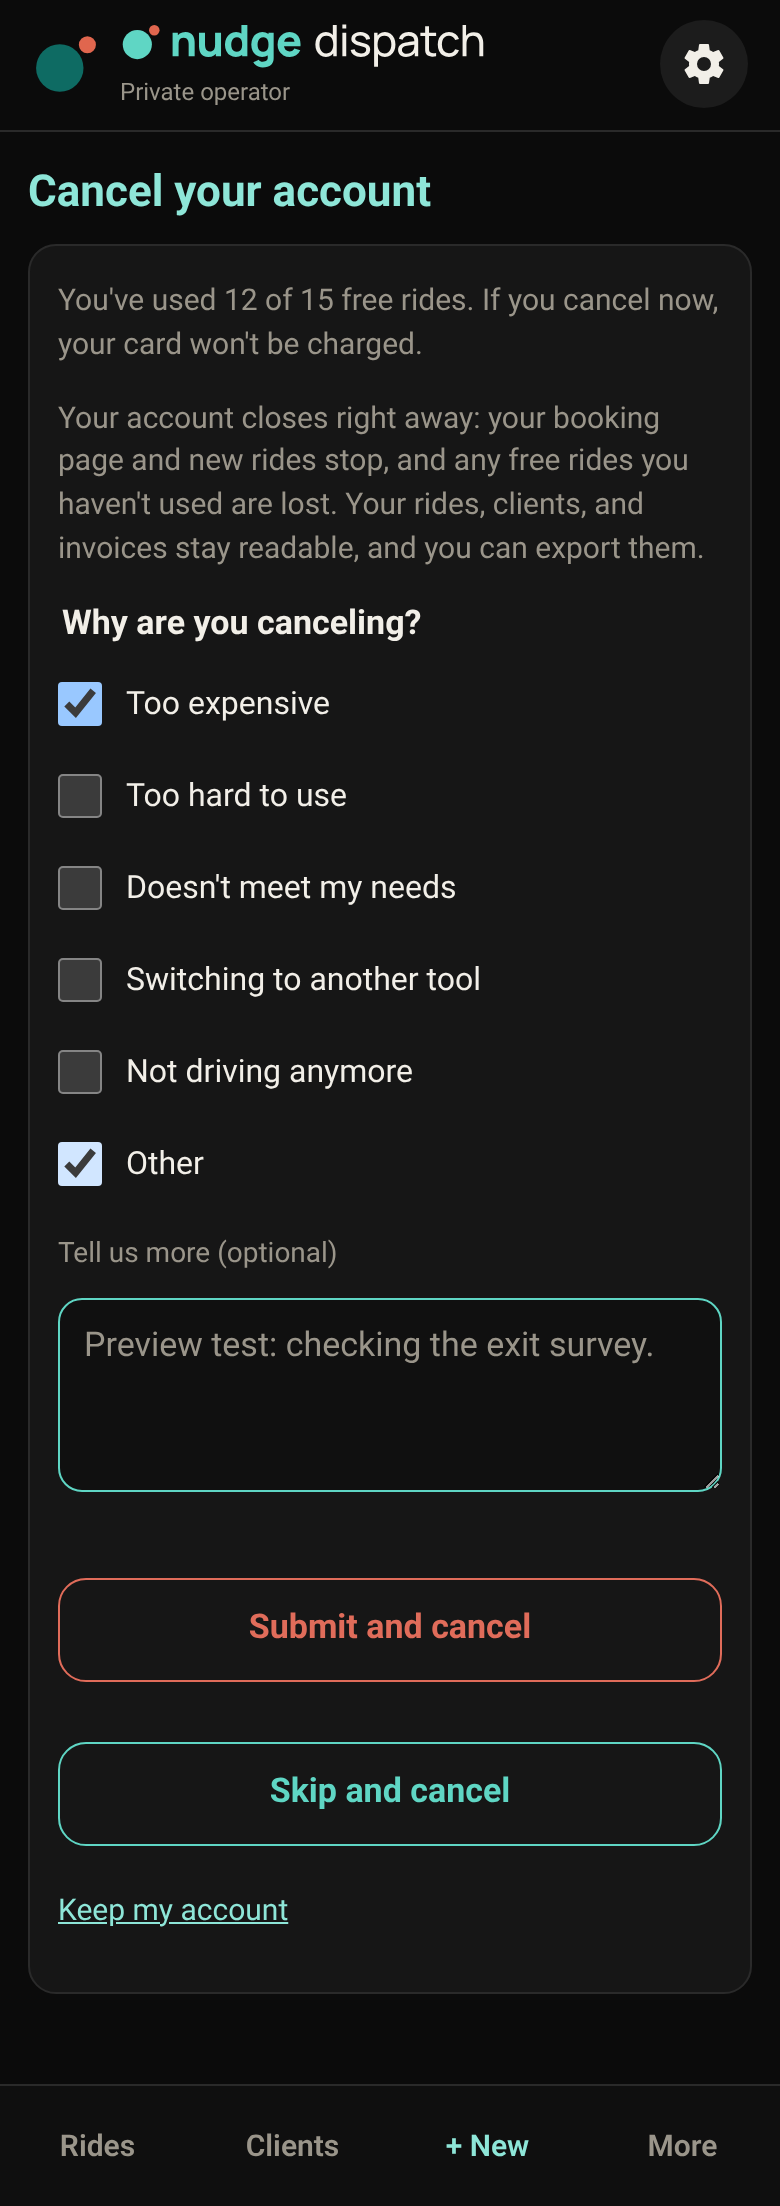 nudge dispatch
Private operator
Cancel your account
You've used 12 of 15 free rides. If you cancel now,
your card won't be charged.
Your account closes right away: your booking
page and new rides stop, and any free rides you
haven't used are lost. Your rides, clients, and
invoices stay readable, and you can export them.
Why are you canceling?
Too expensive
Too hard to use
Doesn't meet my needs
Switching to another tool
Not driving anymore
Other
Tell us more (optional)
Preview test: checking the exit survey.
Submit and cancel
Skip and cancel
Keep my account
Rides Clients + New More